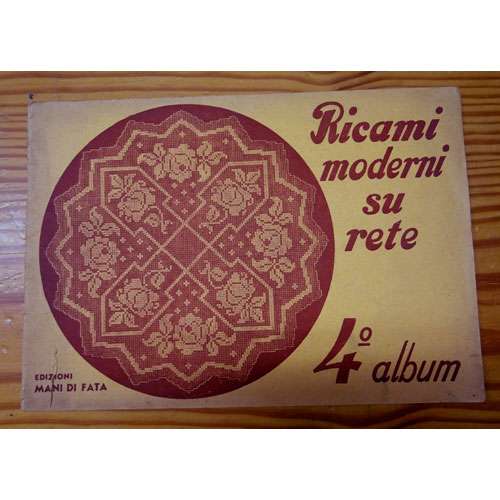 Ricami
moderni
su
rete
4º album
EDIZIONI
MANI DI FATA